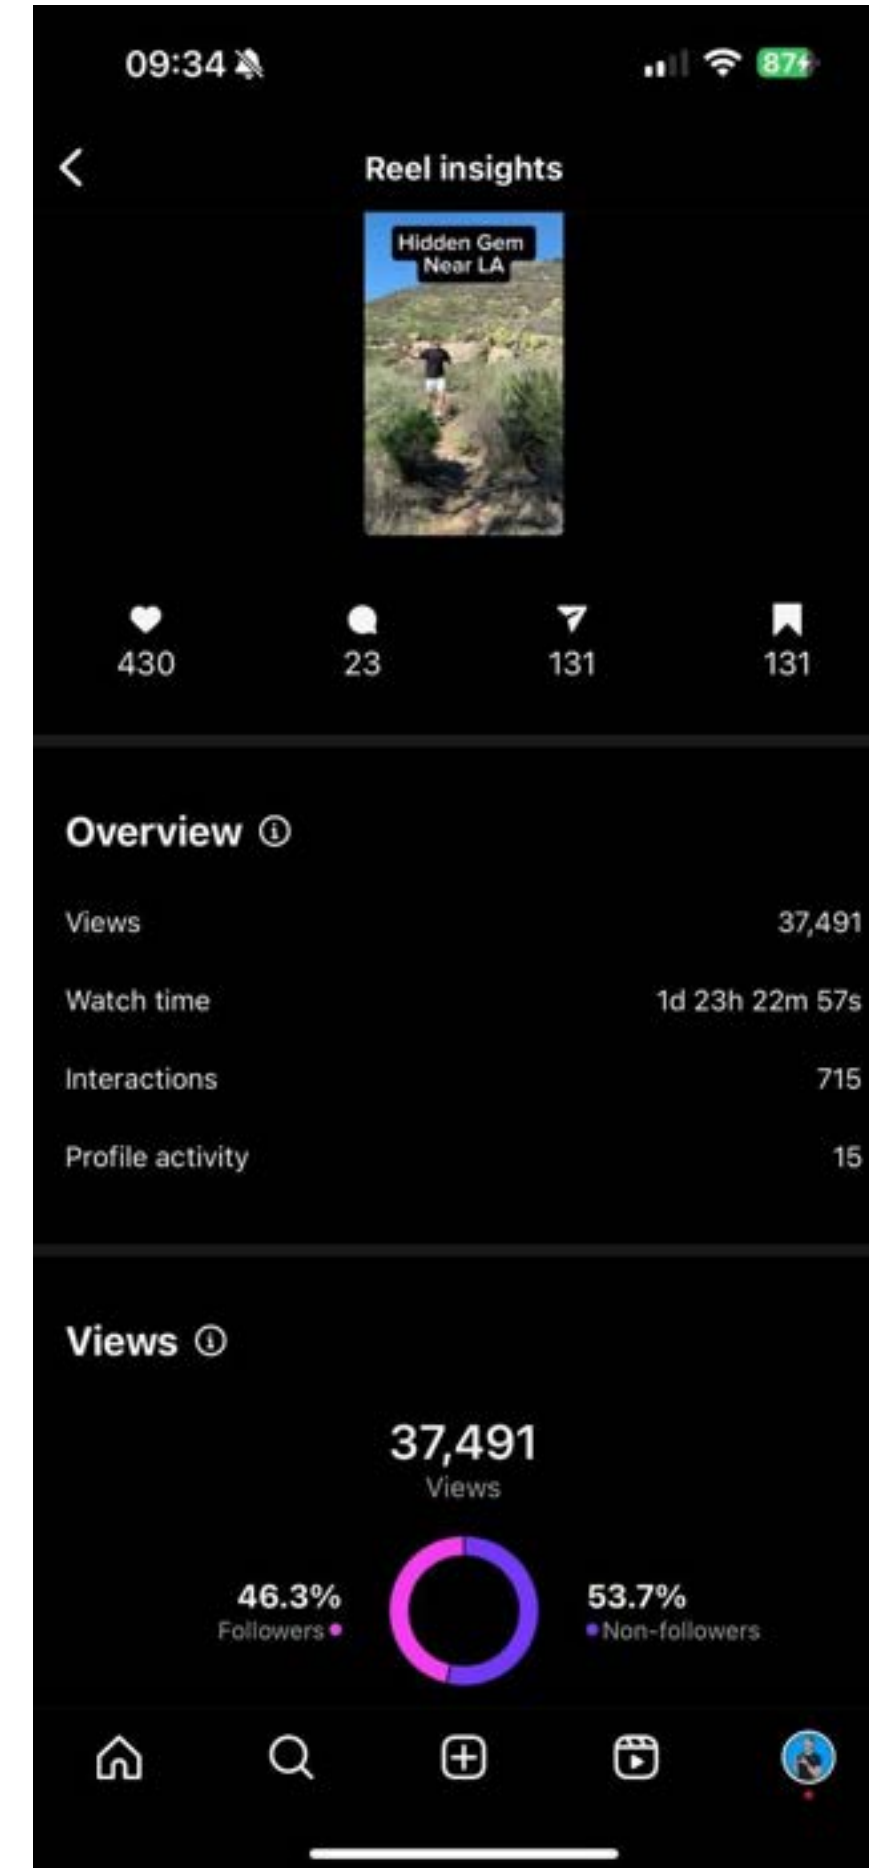 09:34
87
Reel insights
Hidden Gem
Near LA
430 23 131 131
Overview
Views 37,491
Watch time 1d 23h 22m 57s
Interactions 715
Profile activity 15
Views
37,491
Views
46.3% 53.7%
Followers Non-followers